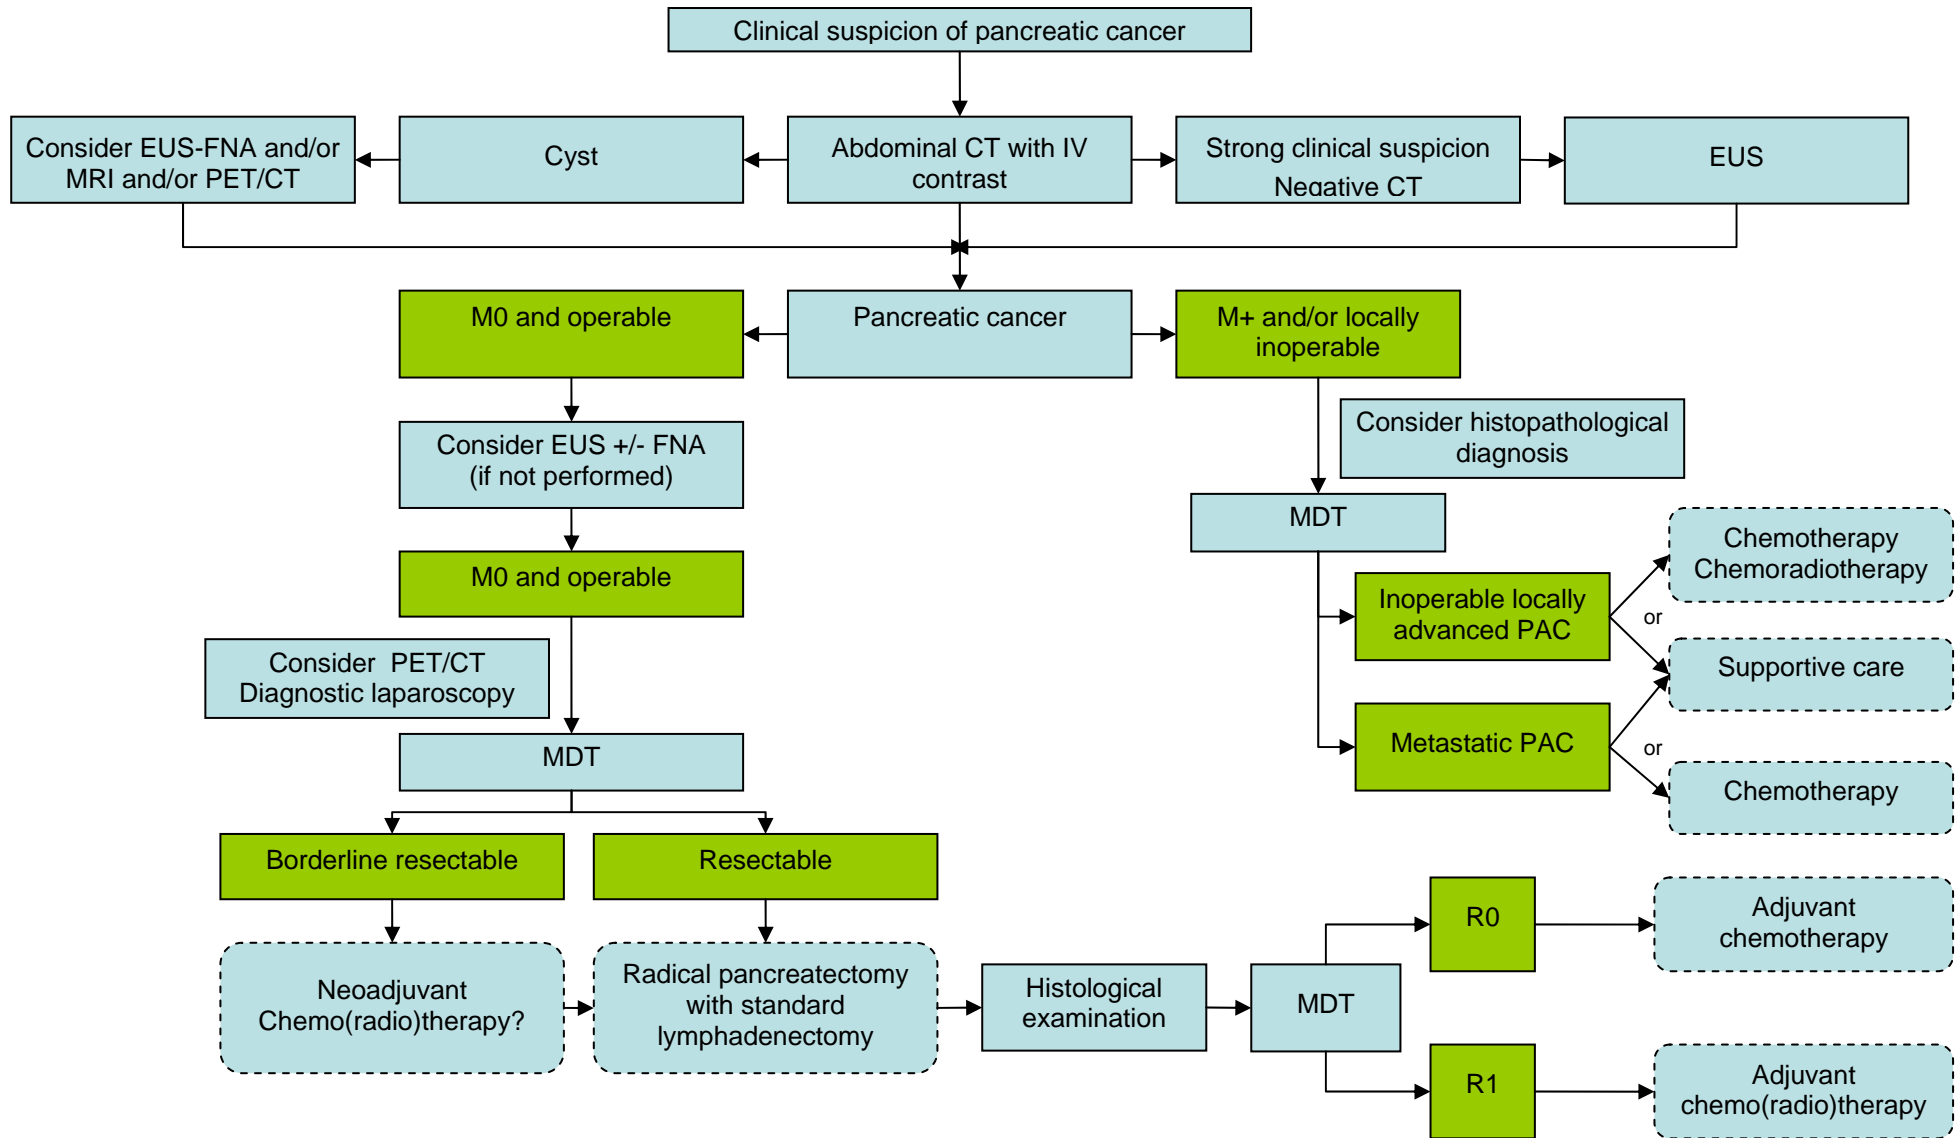 Clinical suspicion of pancreatic cancer
Consider EUS-FNA and/or
MRI and/or PET/CT
Cyst
Abdominal CT with IV
contrast
Strong clinical suspicion
Negative CT
EUS
M0 and operable
Pancreatic cancer
M+ and/or locally
inoperable
Consider EUS +/- FNA
(if not performed)
Consider histopathological
diagnosis
MDT
M0 and operable
Chemotherapy
Chemoradiotherapy
Inoperable locally
advanced PAC
or
Consider  PET/CT
Diagnostic laparoscopy
Supportive care
MDT
Metastatic PAC
or
Chemotherapy
Borderline resectable
Resectable
Neoadjuvant
Chemo(radio)therapy?
Radical pancreatectomy
with standard
lymphadenectomy
Histological
examination
MDT
R0
Adjuvant
chemotherapy
R1
Adjuvant
chemo(radio)therapy